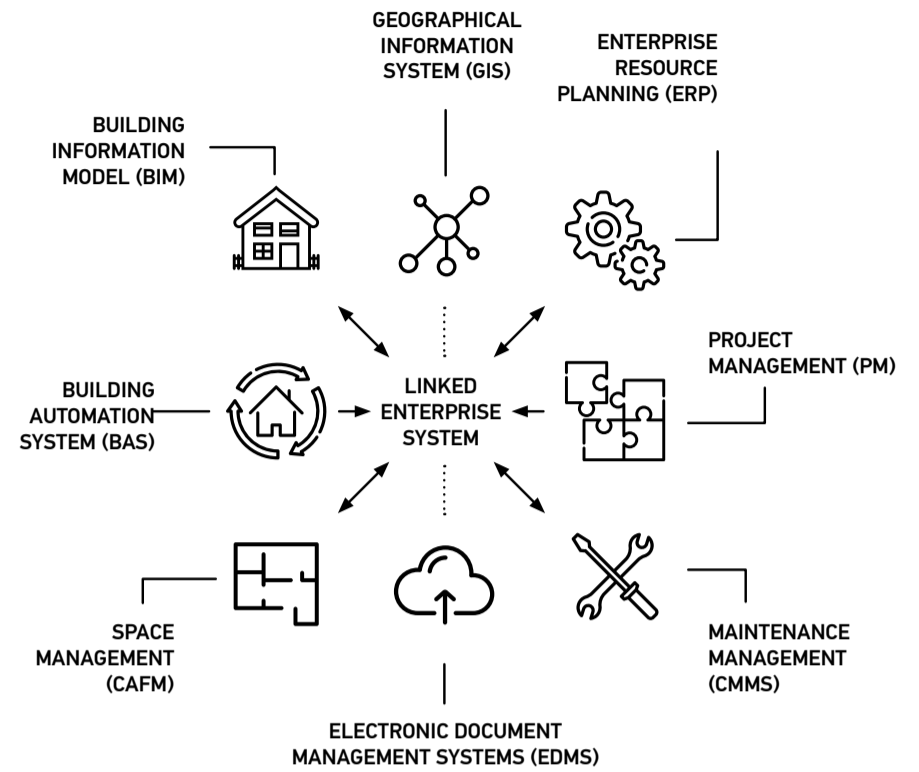 GEOGRAPHICAL
INFORMATION
SYSTEM (GIS)
ENTERPRISE
RESOURCE
PLANNING (ERP)
BUILDING
INFORMATION
MODEL (BIM)
PROJECT
MANAGEMENT (PM)
BUILDING
AUTOMATION
SYSTEM (BAS)
LINKED
ENTERPRISE
SYSTEM
SPACE
MANAGEMENT
(CAFM)
MAINTENANCE
MANAGEMENT
(CMMS)
ELECTRONIC DOCUMENT
MANAGEMENT SYSTEMS (EDMS)